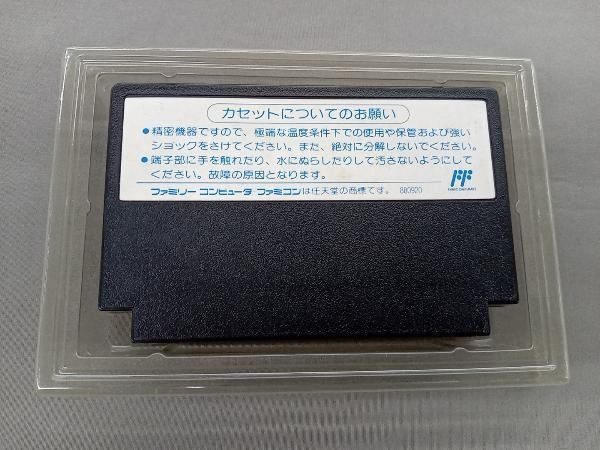 カセットについてのお願い
●精密機器ですので、極端な温度条件下での使用や保管および強い
ショックをさけてください。また、絶対に分解しないでください。
●端子部に手を触れたり、水にぬらしたりして汚さないようにして
ください。故障の原因となります。
ファミリーコンピュータ ファミコンは任天堂の商標です。 880920